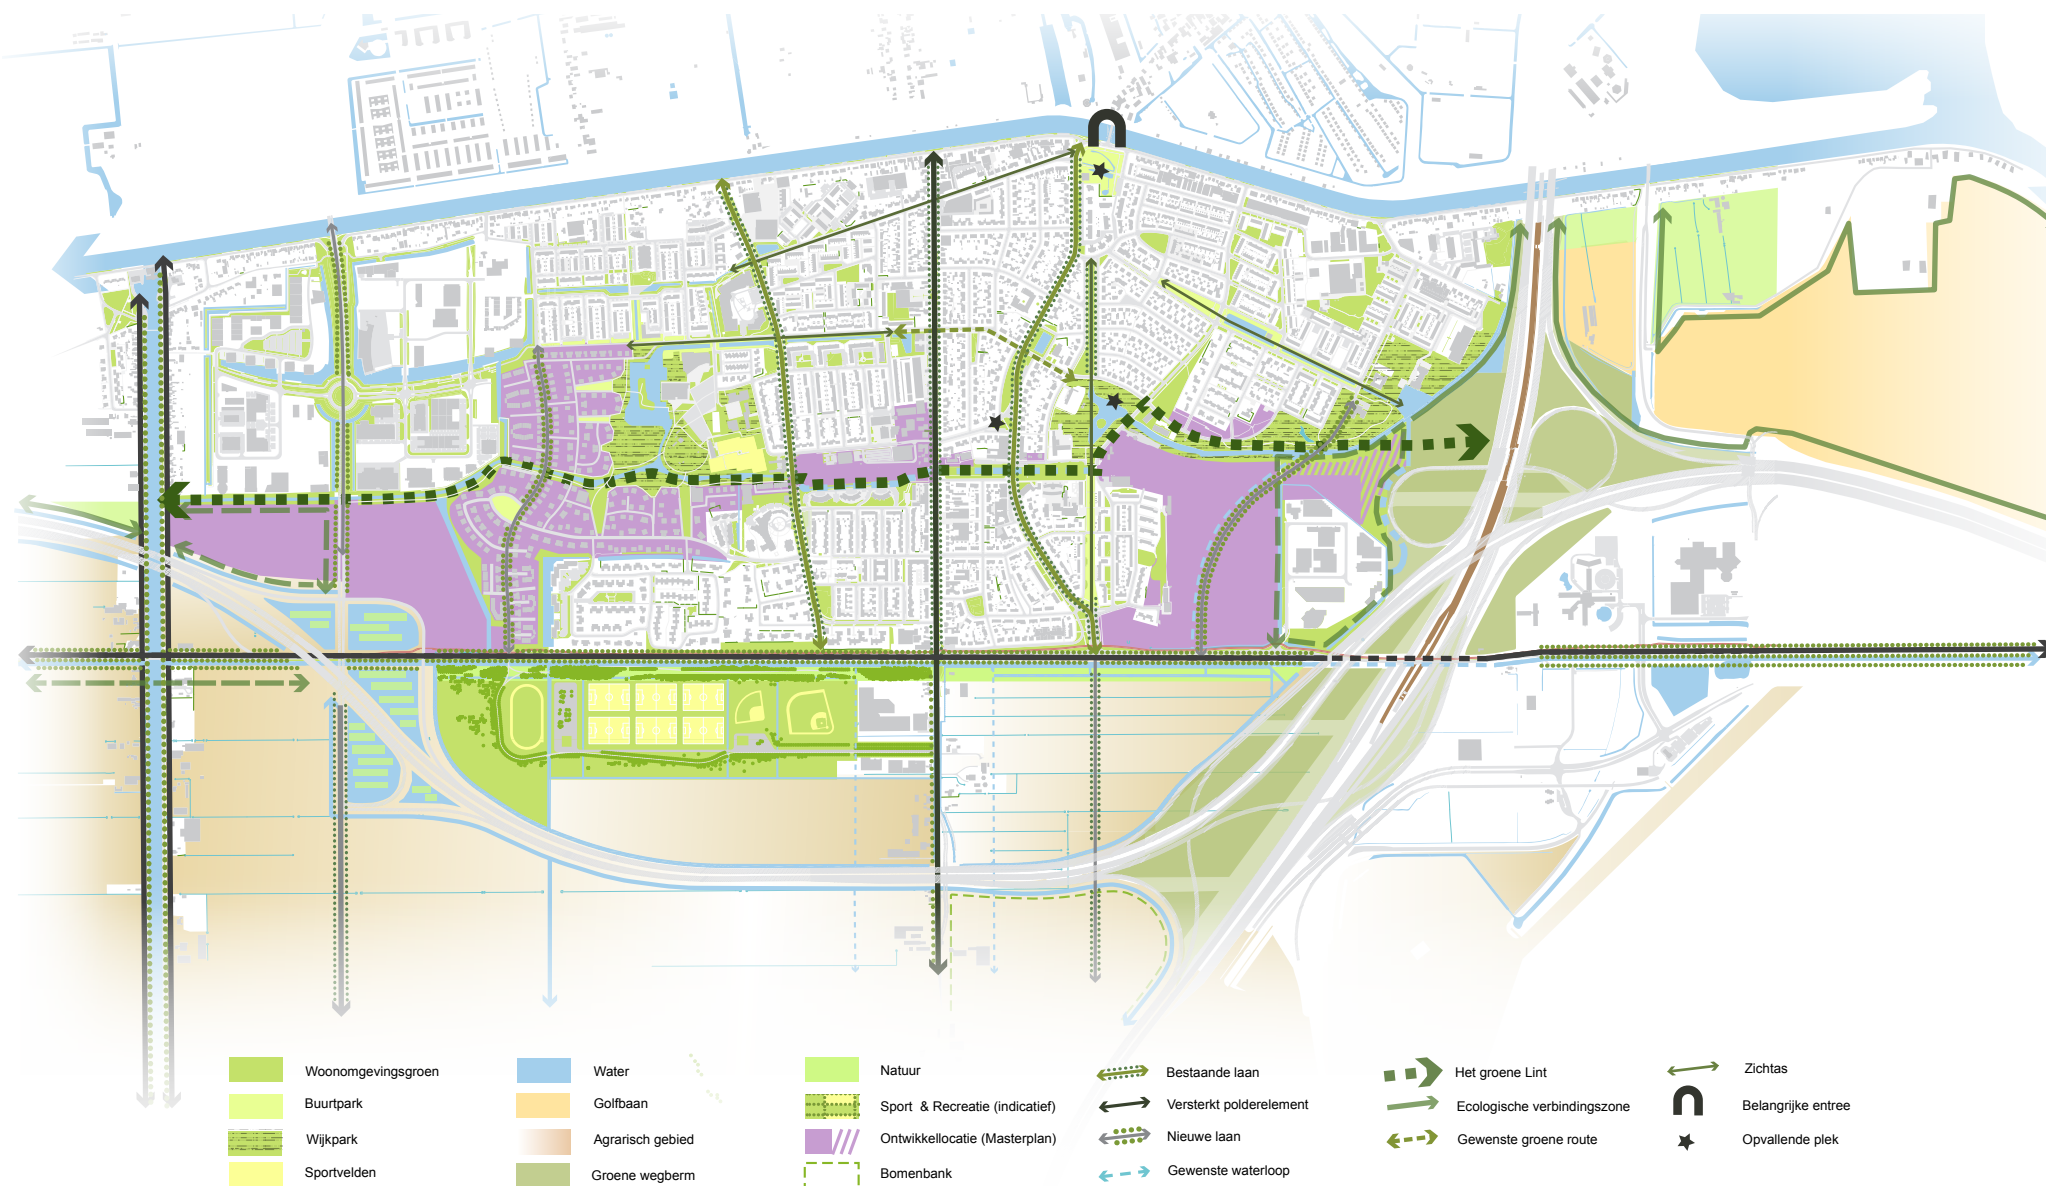 Woonomgevingsgroen
Buurtpark
Wijkpark
Sportvelden
Water
Golfbaan
Agrarisch gebied
Groene wegberm
Natuur
Sport & Recreatie (indicatief)
Ontwikkellocatie (Masterplan)
Bomenbank
Bestaande laan
Versterkt polderelement
Nieuwe laan
Gewenste waterloop
Het groene Lint
Ecologische verbindingszone
Gewenste groene route
Zichtas
Belangrijke entree
Opvallende plek